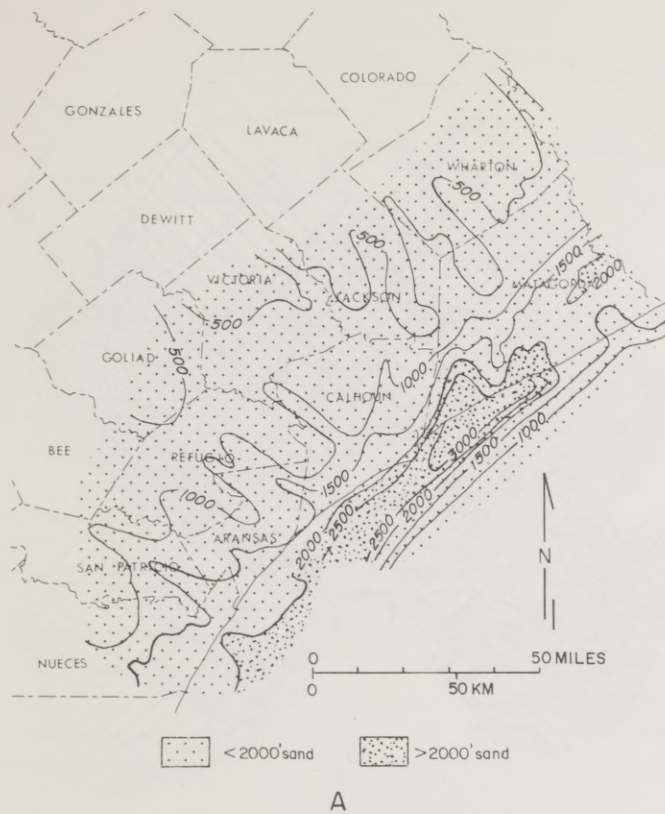 COLORADO
GONZALES
LAVACA
WHARTON
500
DEWITT
500
1500
VICTORIA
JACKSON
MATAGORDA
2000
500
GOLIAD
500
1000
CALHOUN
BEE
REFUGIO
3000
1500
1000
1500
1000
2000
2500
2000
2500
ARANSAS
SAN PATRICIO
N
NUECES
0 50 MILES
0 50 KM
<2000' sand >2000' sand
A